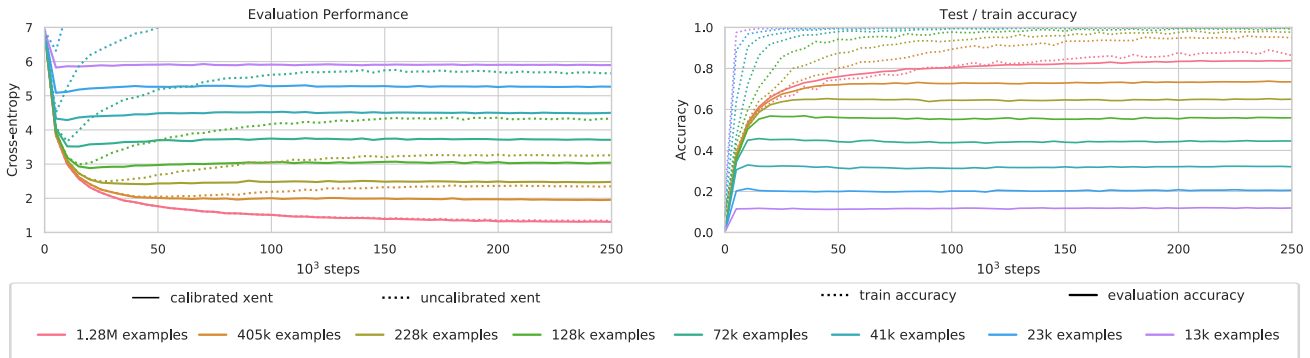 Evaluation Performance
7
6
5
4
3
2
1
Cross-entropy
0 50 100 150 200 250
10³ steps
Test / train accuracy
1.0
0.8
0.6
0.4
0.2
0.0
Accuracy
0 50 100 150 200 250
10³ steps
calibrated xent uncalibrated xent train accuracy evaluation accuracy
1.28M examples 405k examples 228k examples 128k examples 72k examples 41k examples 23k examples 13k examples